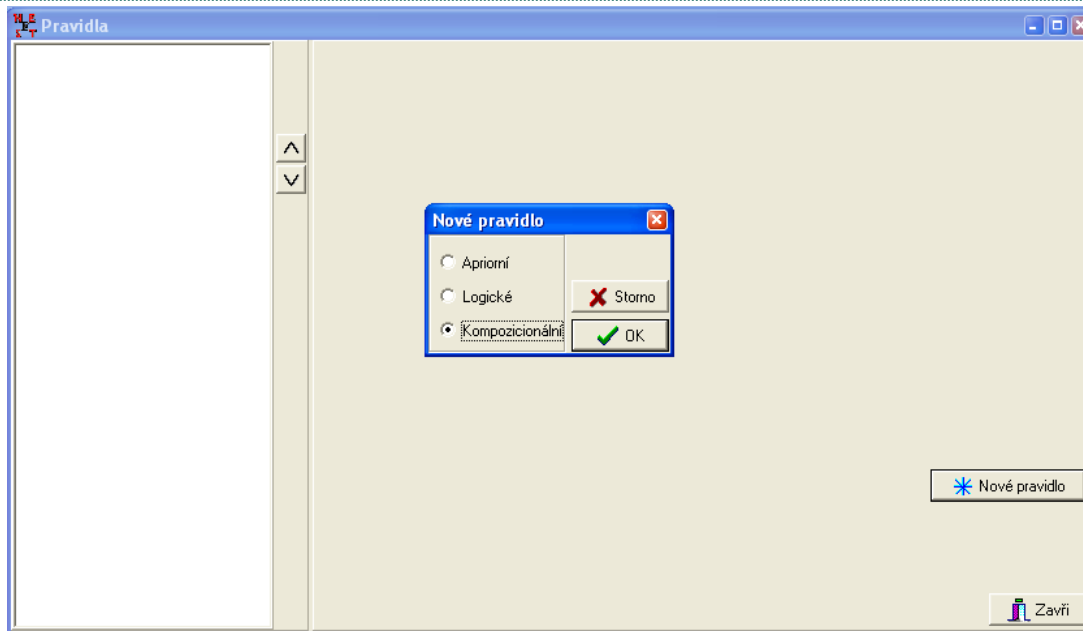 Pravidla
Nové pravidlo
Apriorní
Logické
Storno
Kompozicionální
OK
Nové pravidlo
Zavři